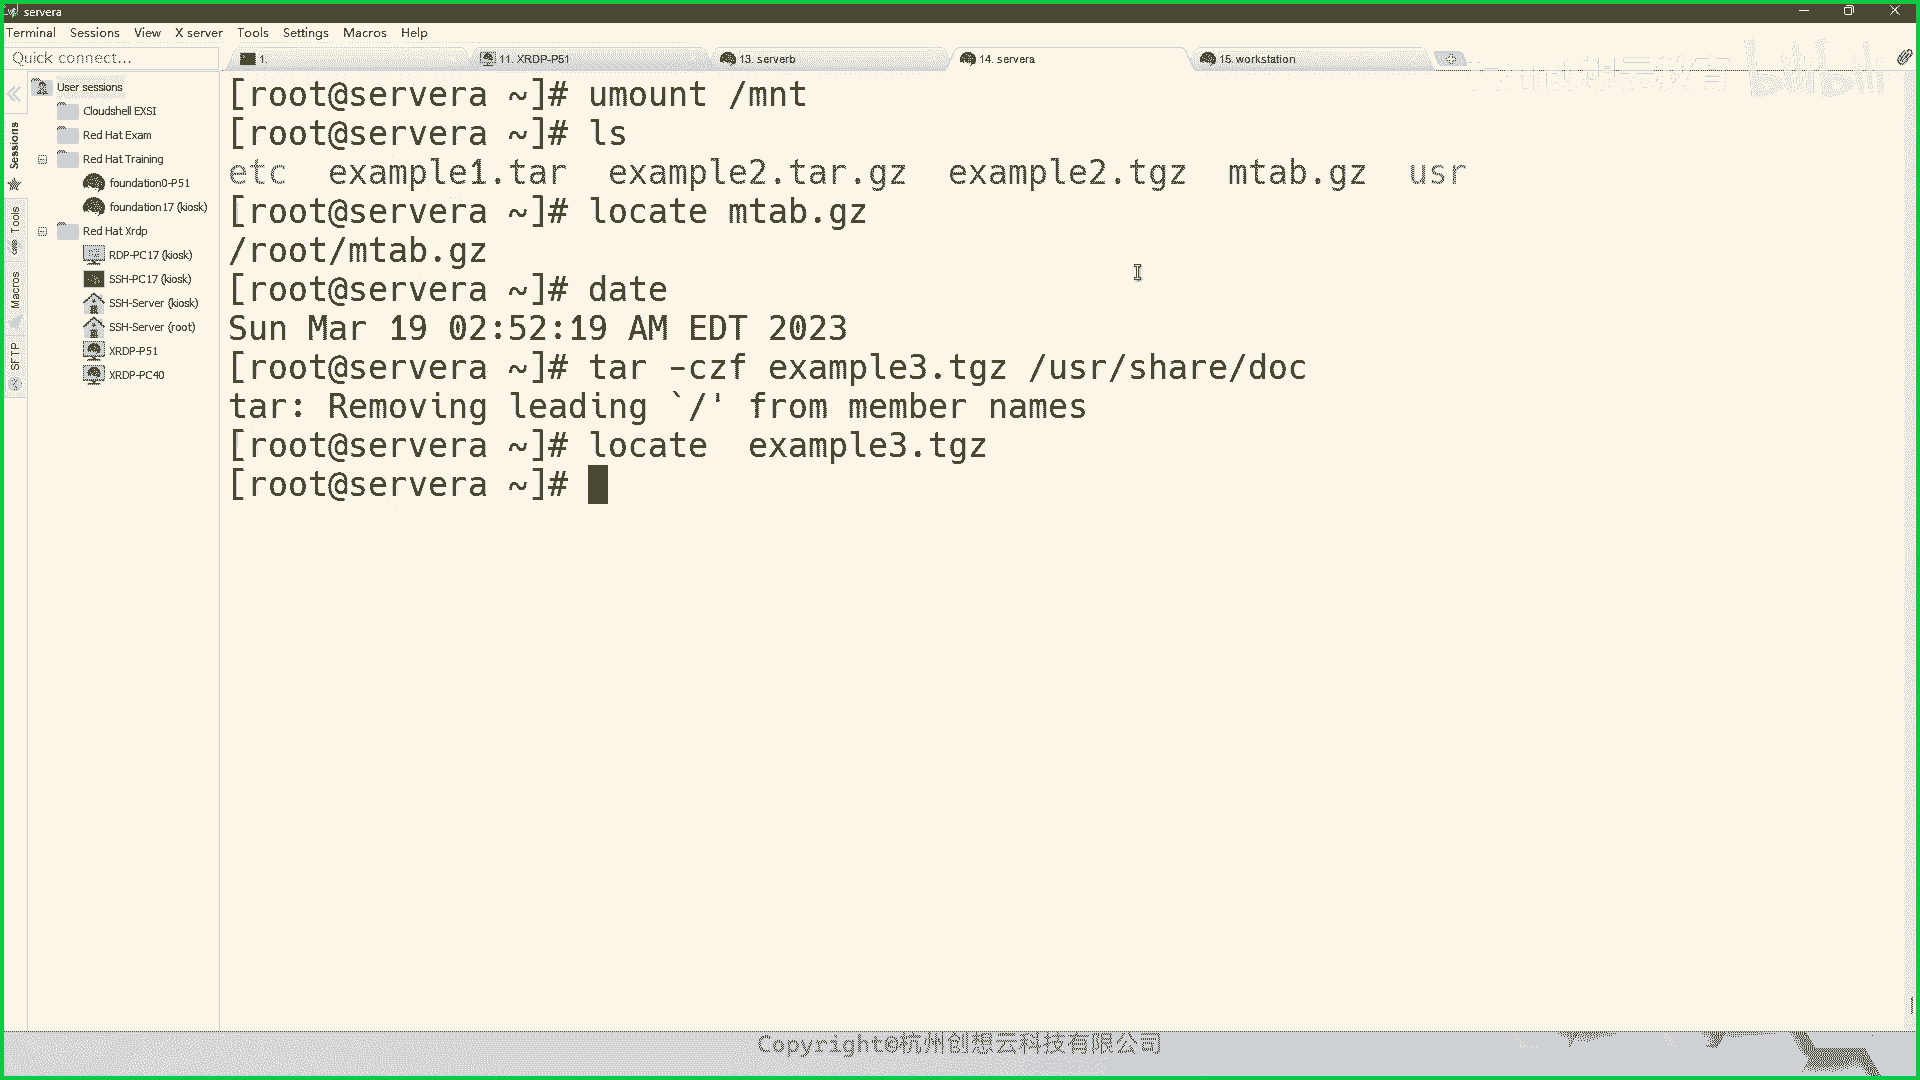 servera
Terminal Sessions View X server Tools Settings Macros Help
Quick connect...
1.
11. XRDP-P51
13. serverb
14. servera
15. workstation
User sessions
Cloudshell EXSI
Red Hat Exam
Red Hat Training
foundation0-P51
foundation17 (kiosk)
Red Hat Xrdp
RDP-PC17 (kiosk)
SSH-PC17 (kiosk)
SSH-Server (kiosk)
SSH-Server (root)
XRDP-P51
XRDP-PC40
Sessions
Tools
Macros
SFTP
[root@servera ~]# umount /mnt
[root@servera ~]# ls
etc example1.tar example2.tar.gz example2.tgz mtab.gz usr
[root@servera ~]# locate mtab.gz
/root/mtab.gz
[root@servera ~]# date
Sun Mar 19 02:52:19 AM EDT 2023
[root@servera ~]# tar -czf example3.tgz /usr/share/doc
tar: Removing leading `/' from member names
[root@servera ~]# locate  example3.tgz
[root@servera ~]#
Copyright@杭州创想云科技有限公司